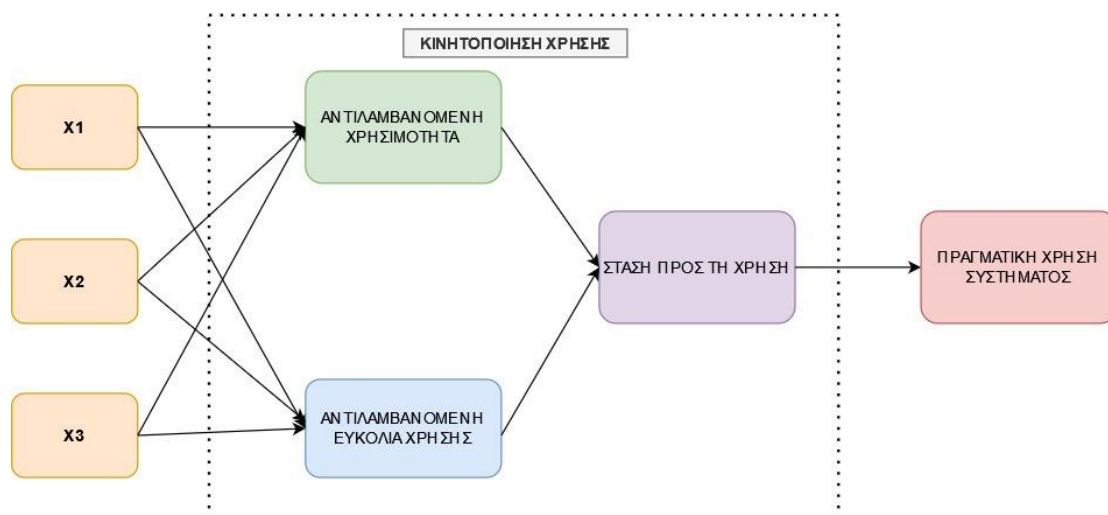 ΚΙΝΗΤΟΠΟΙΗΣΗ ΧΡΗΣΗΣ
X1
ΑΝΤΙΛΑΜΒΑΝΟΜΕΝΗ
ΧΡΗΣΙΜΟΤΗΤΑ
X2
ΣΤΑΣΗ ΠΡΟΣ ΤΗ ΧΡΗΣΗ
ΠΡΑΓΜΑΤΙΚΗ ΧΡΗΣΗ
ΣΥΣΤΗΜΑΤΟΣ
X3
ΑΝΤΙΛΑΜΒΑΝΟΜΕΝΗ
ΕΥΚΟΛΙΑ ΧΡΗΣΗΣ